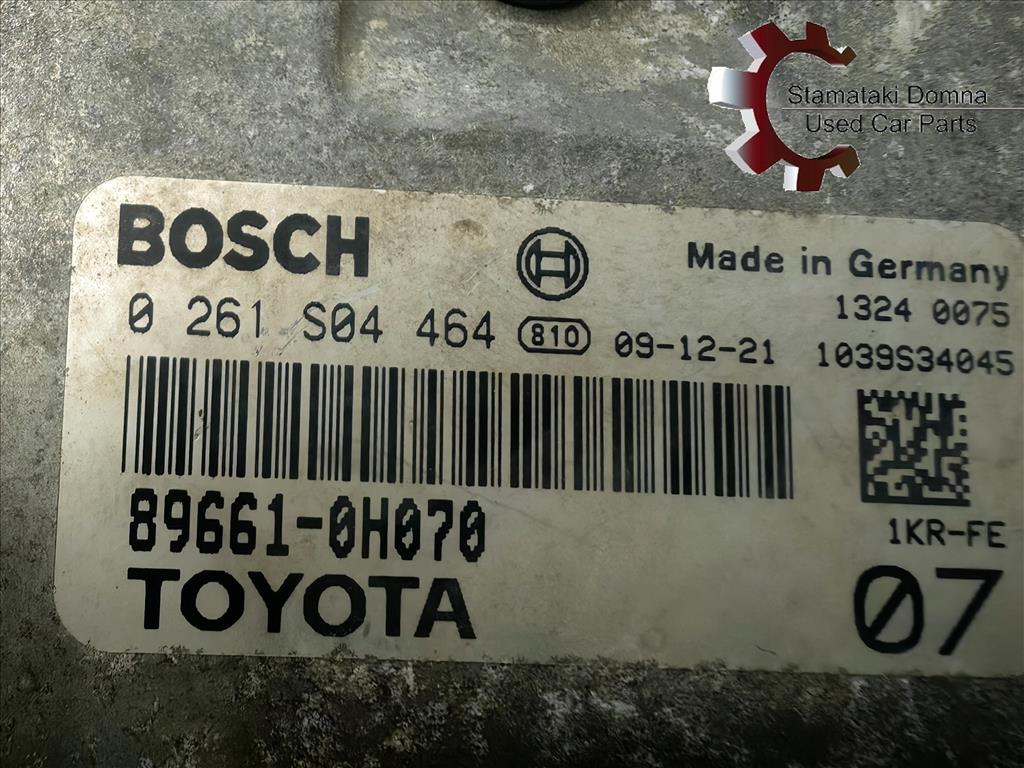 Stamataki Domna
Used Car Parts
BOSCH
Made in Germany
1324 0075
0 261 S04 464 810 09-12-21 1039S34045
89661-0H070
1KR-FE
TOYOTA
07